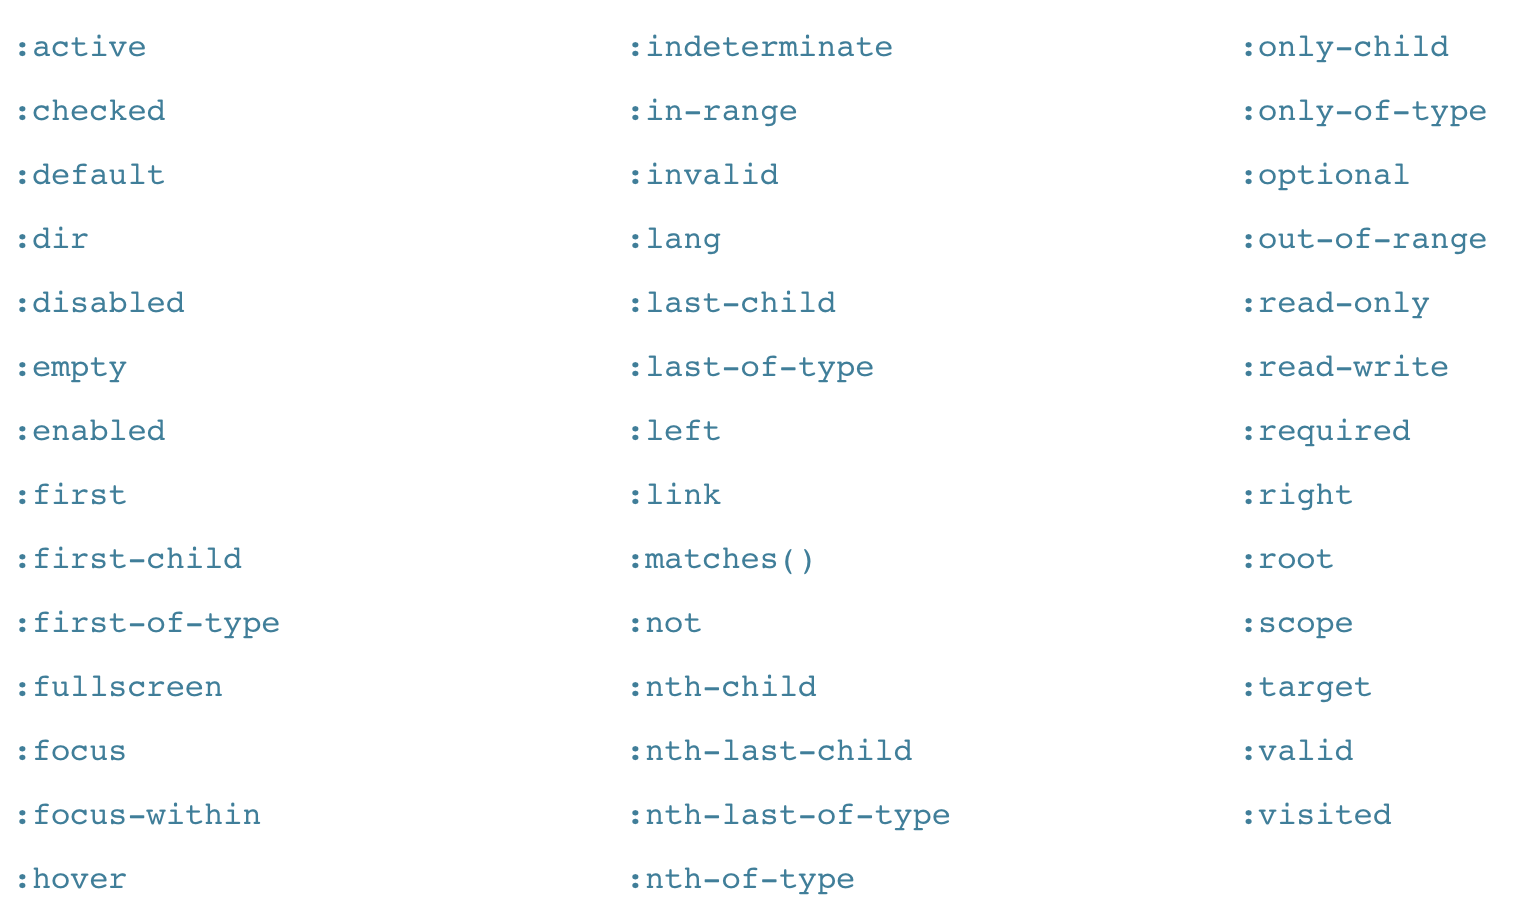 :active
:checked
:default
:dir
:disabled
:empty
:enabled
:first
:first-child
:first-of-type
:fullscreen
:focus
:focus-within
:hover
:indeterminate
:in-range
:invalid
:lang
:last-child
:last-of-type
:left
:link
:matches()
:not
:nth-child
:nth-last-child
:nth-last-of-type
:nth-of-type
:only-child
:only-of-type
:optional
:out-of-range
:read-only
:read-write
:required
:right
:root
:scope
:target
:valid
:visited